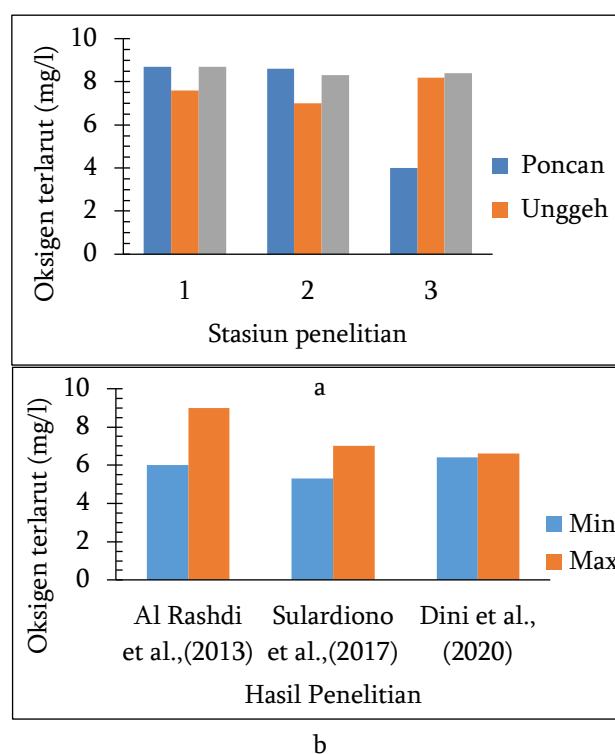 10
8
6
4
2
0
Oksigen terlarut (mg/l)
1 2 3
Stasiun penelitian
Poncan
Unggeh
a
10
8
6
4
2
0
Oksigen terlarut (mg/l)
Al Rashdi Sulardiono Dini et al.,
et al.,(2013) et al.,(2017) (2020)
Hasil Penelitian
Min
Max
b